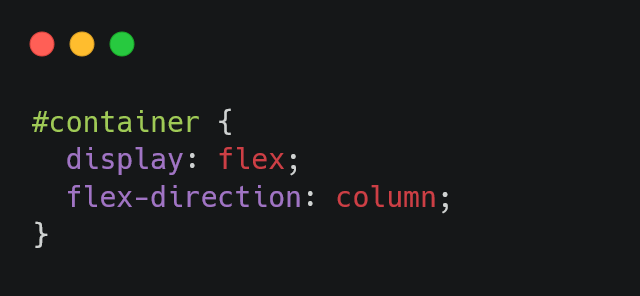 #container {
  display: flex;
  flex-direction: column;
}